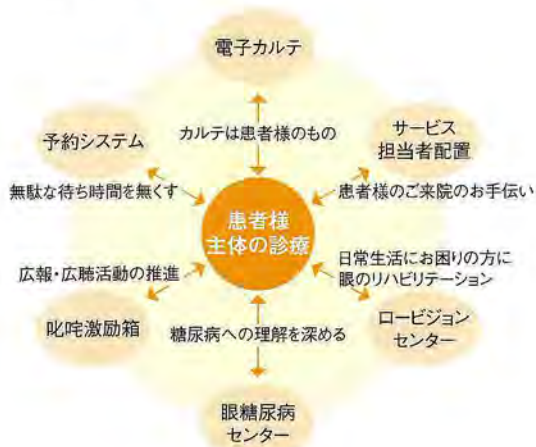 電子カルテ
カルテは患者様のもの
予約システム
サービス
担当者配置
無駄な待ち時間を無くす
患者様のご来院のお手伝い
患者様
主体の診療
日常生活にお困りの方に
眼のリハビリテーション
広報・広聴活動の推進
叱咤激励箱
糖尿病への理解を深める
ロービジョン
センター
眼糖尿病
センター